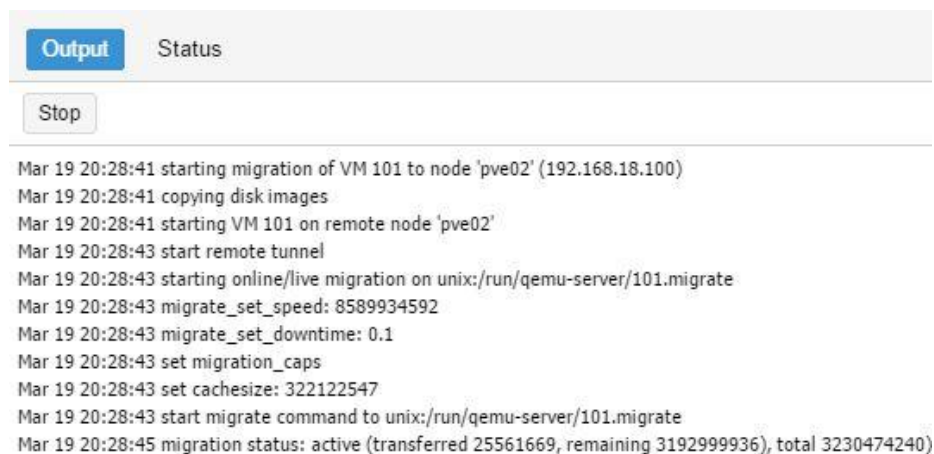 Output Status
Stop
Mar 19 20:28:41 starting migration of VM 101 to node 'pve02' (192.168.18.100)
Mar 19 20:28:41 copying disk images
Mar 19 20:28:41 starting VM 101 on remote node 'pve02'
Mar 19 20:28:43 start remote tunnel
Mar 19 20:28:43 starting online/live migration on unix:/run/qemu-server/101.migrate
Mar 19 20:28:43 migrate_set_speed: 8589934592
Mar 19 20:28:43 migrate_set_downtime: 0.1
Mar 19 20:28:43 set migration_caps
Mar 19 20:28:43 set cachesize: 322122547
Mar 19 20:28:43 start migrate command to unix:/run/qemu-server/101.migrate
Mar 19 20:28:45 migration status: active (transferred 25561669, remaining 3192999936), total 3230474240)